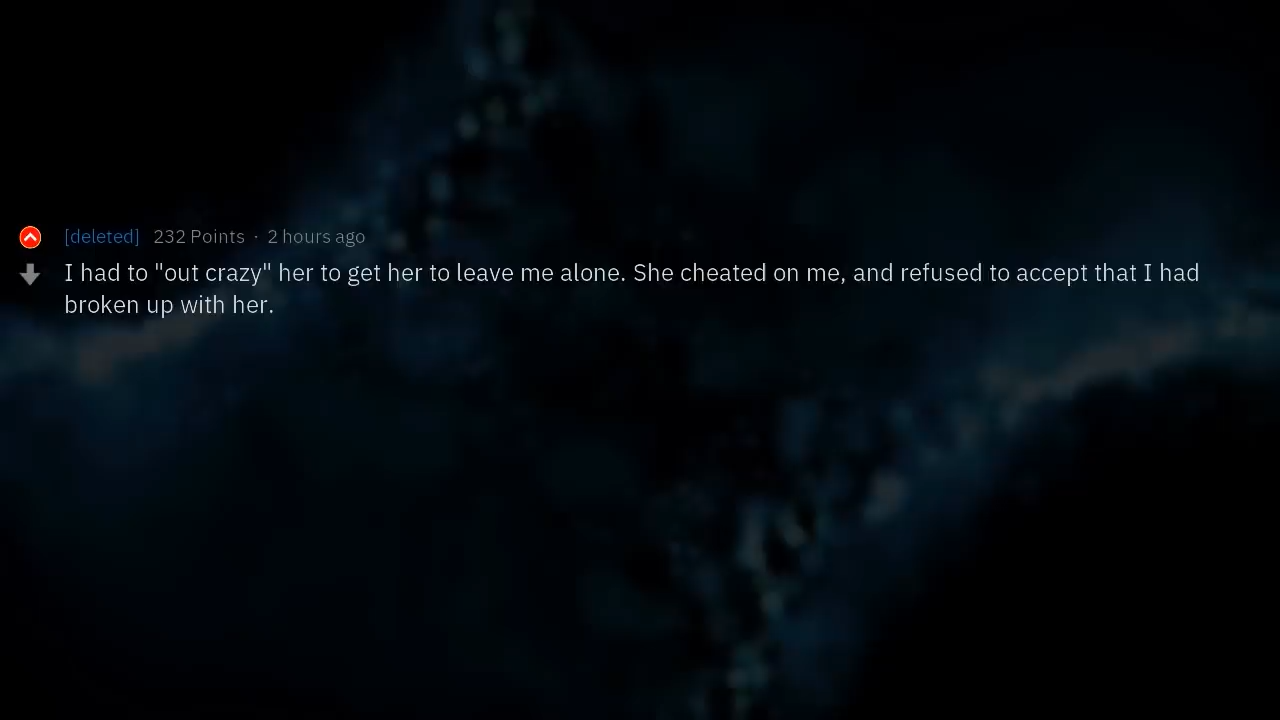 [deleted] 232 Points · 2 hours ago
I had to "out crazy" her to get her to leave me alone. She cheated on me, and refused to accept that I had
broken up with her.